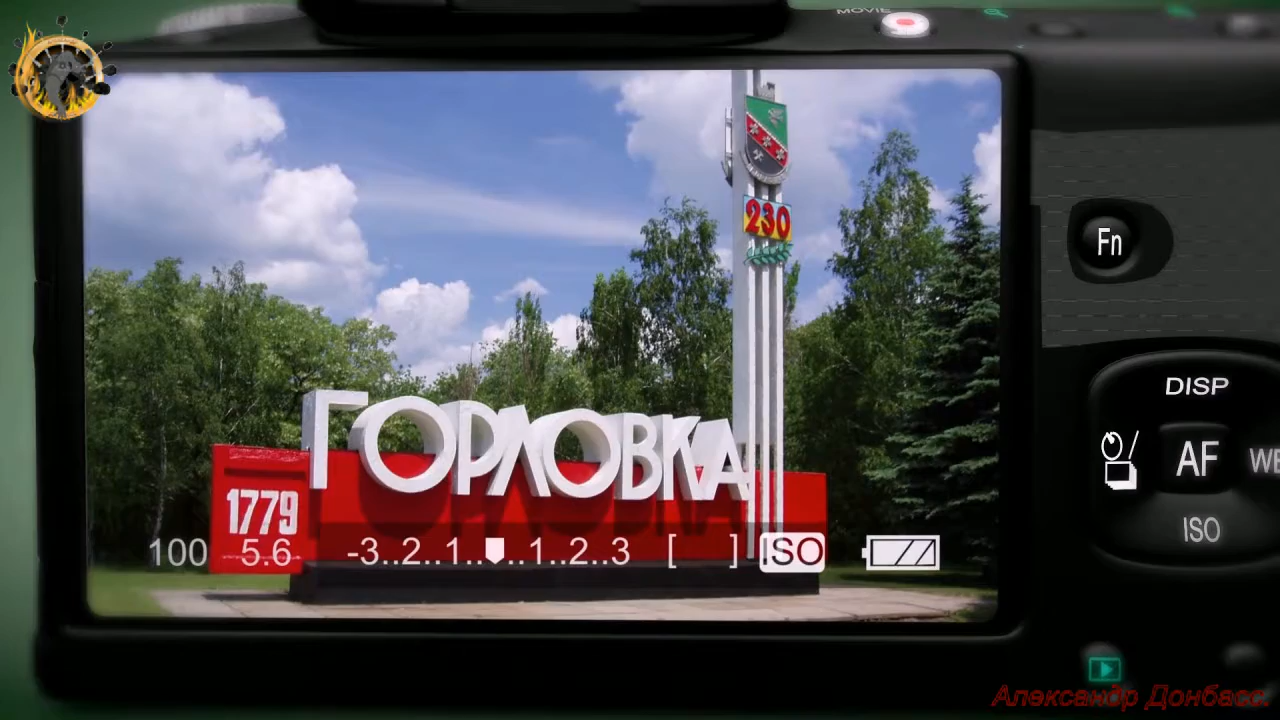 MOVIE
230
Fn
DISP
ГОРЛОВКА
AF
WB
1779
ISO
100 5.6 -3..2..1.. ..1..2..3 [ ] ISO
Александр Донбасс.